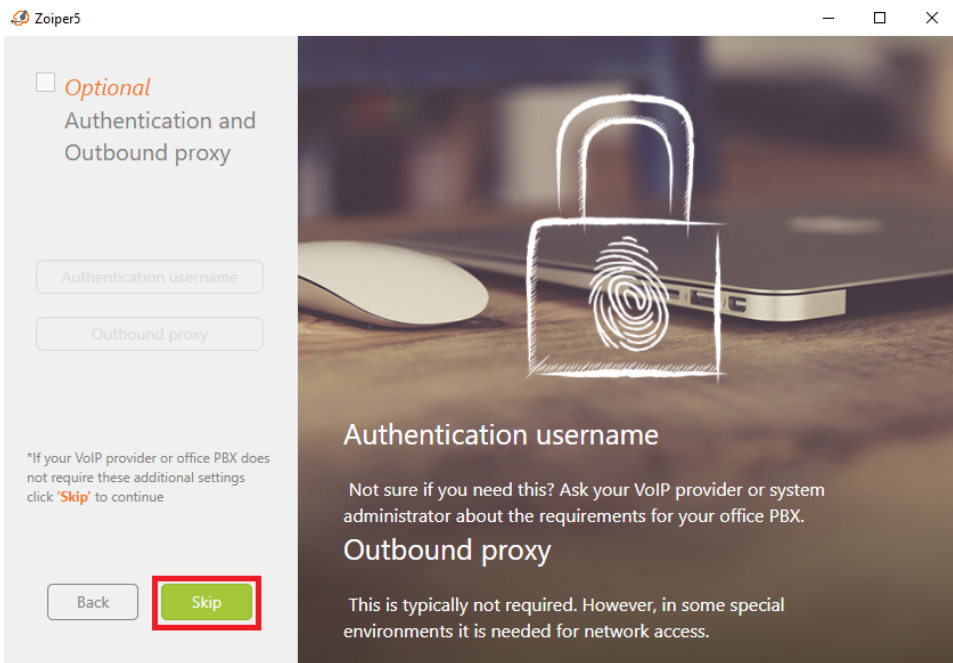 Zoiper5
Optional
Authentication and
Outbound proxy
Authentication username
Outbound proxy
*If your VoIP provider or office PBX does
not require these additional settings
click 'Skip' to continue
Back
Skip
Authentication username
Not sure if you need this? Ask your VoIP provider or system
administrator about the requirements for your office PBX.
Outbound proxy
This is typically not required. However, in some special
environments it is needed for network access.